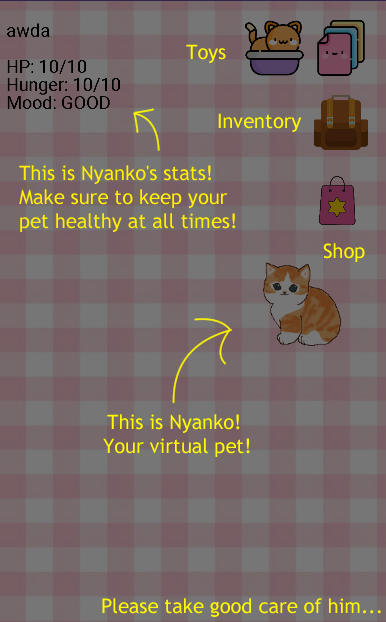 awda
HP: 10/10
Hunger: 10/10
Mood: GOOD
Toys
Inventory
This is Nyanko's stats!
Make sure to keep your
pet healthy at all times!
Shop
This is Nyanko!
Your virtual pet!
Please take good care of him...